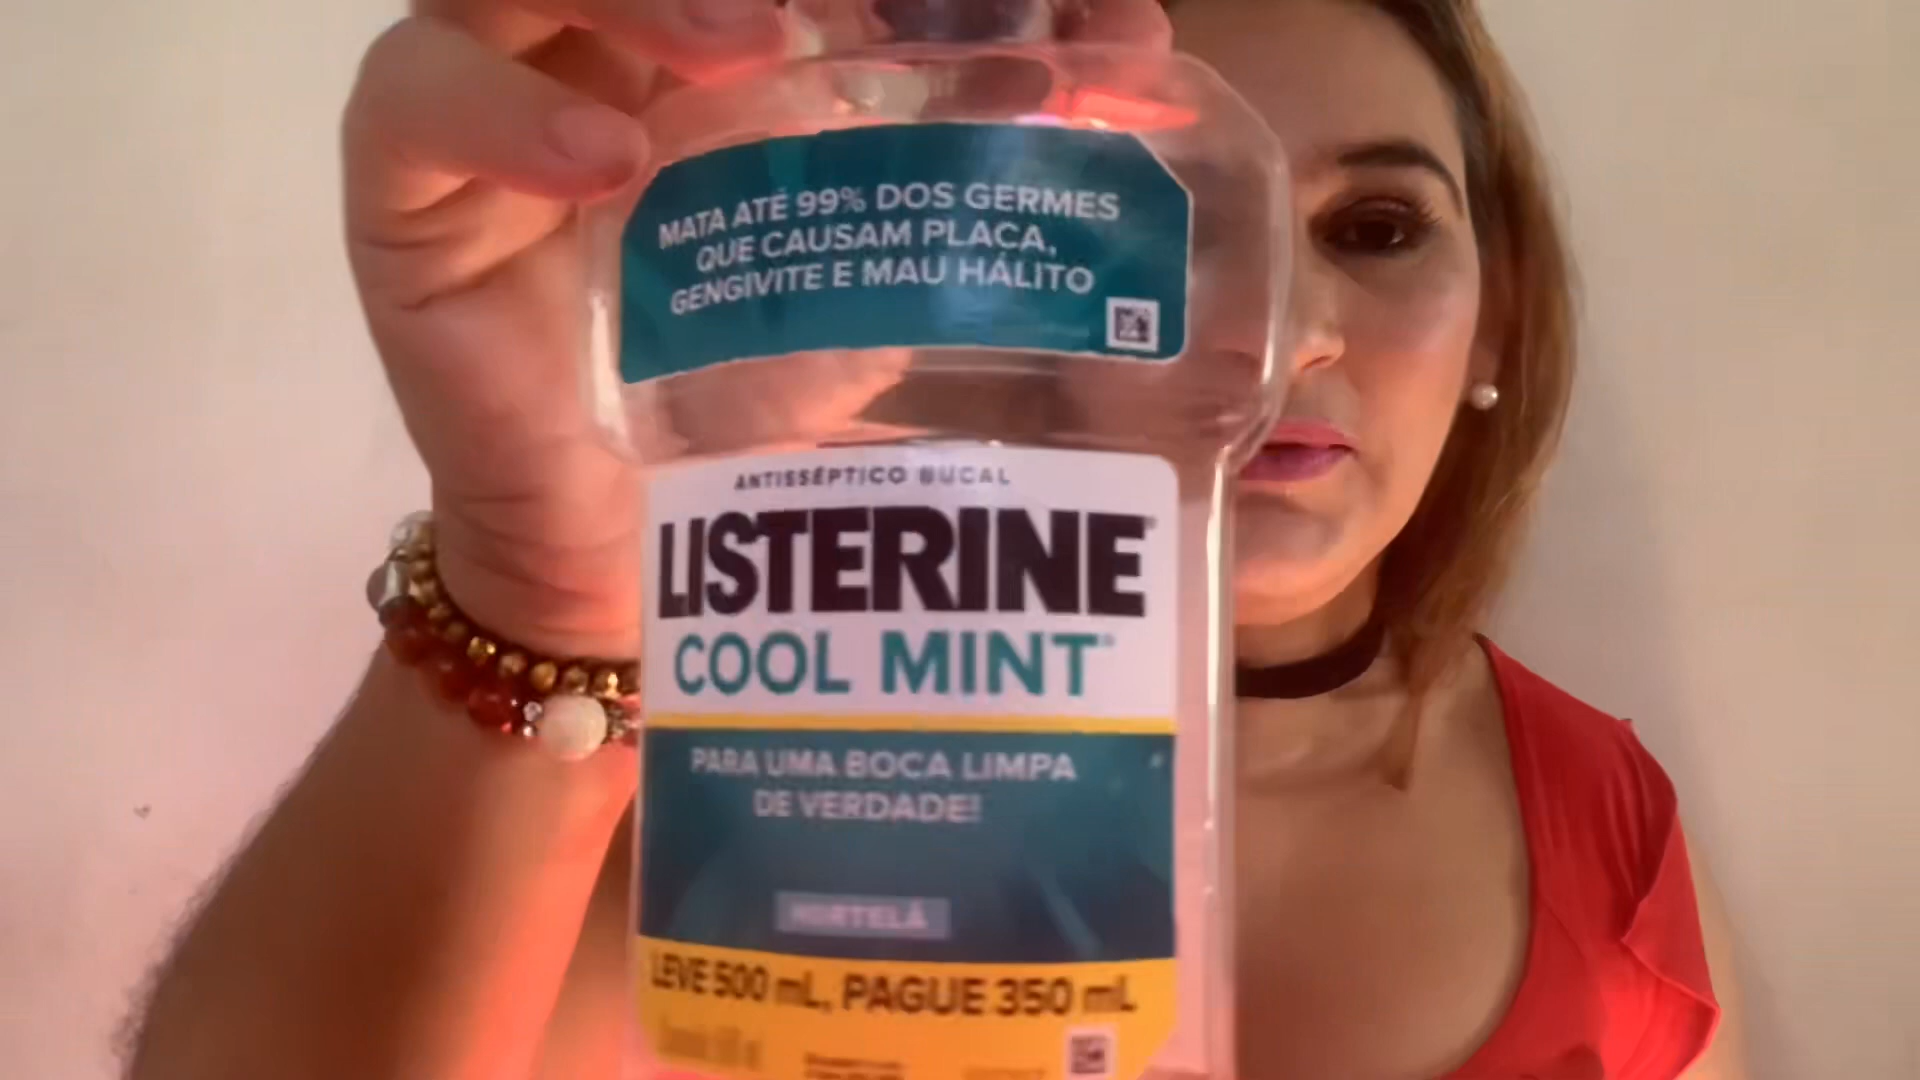 MATA ATÉ 99% DOS GERMES
QUE CAUSAM PLACA,
GENGIVITE E MAU HÁLITO
ANTISSÉPTICO BUCAL
LISTERINE
COOL MINT
PARA UMA BOCA LIMPA
DE VERDADE!
HORTELÃ
LEVE 500 mL, PAGUE 350 mL